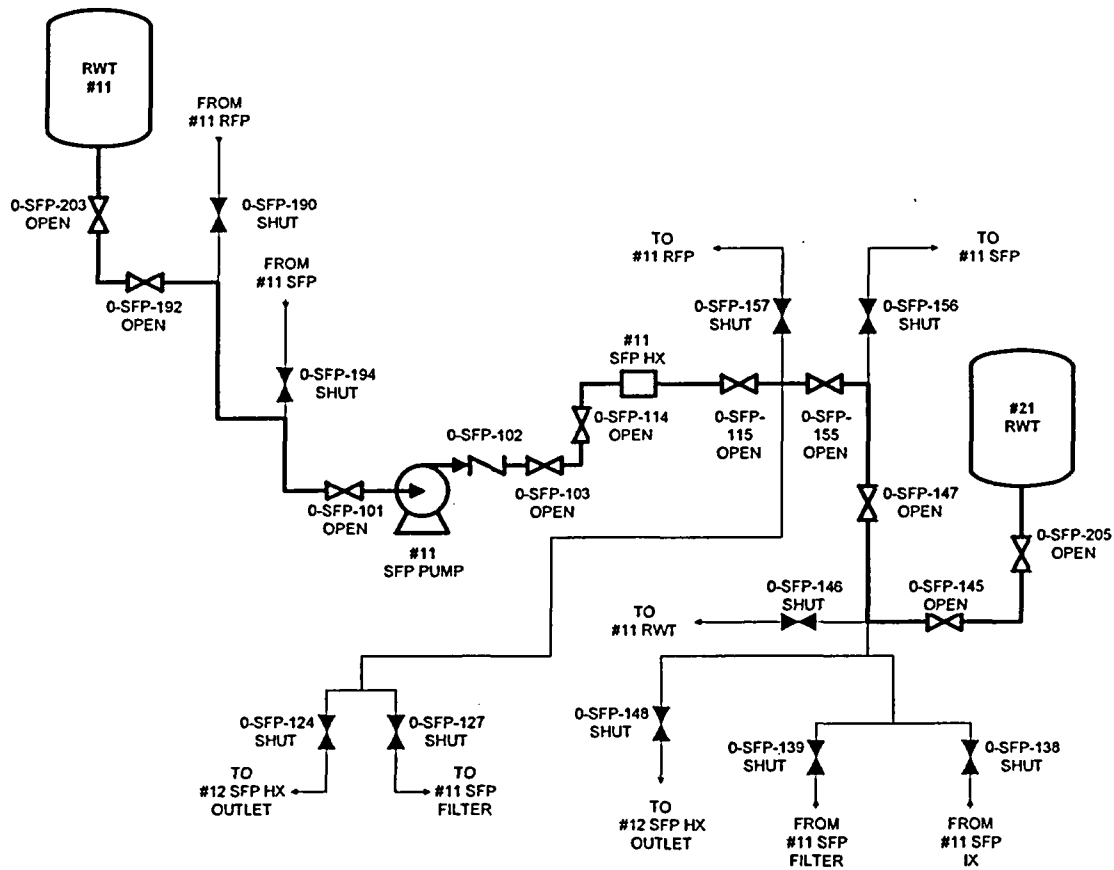 RWT
#11
FROM
#11 RFP
0-SFP-203
OPEN
0-SFP-190
SHUT
FROM
#11 SFP
0-SFP-192
OPEN
0-SFP-194
SHUT
TO
#11 RFP
TO
#11 SFP
0-SFP-157
SHUT
0-SFP-156
SHUT
#11
SFP HX
0-SFP-102
0-SFP-114
OPEN
0-SFP-
115
OPEN
0-SFP-
155
OPEN
#21
RWT
0-SFP-101
OPEN
0-SFP-103
OPEN
0-SFP-147
OPEN
0-SFP-205
OPEN
#11
SFP PUMP
0-SFP-146
SHUT
0-SFP-145
OPEN
TO
#11 RWT
0-SFP-124
SHUT
0-SFP-127
SHUT
0-SFP-148
SHUT
0-SFP-139
SHUT
0-SFP-138
SHUT
TO
#12 SFP HX
OUTLET
TO
#11 SFP
FILTER
TO
#12 SFP HX
OUTLET
FROM
#11 SFP
FILTER
FROM
#11 SFP
IX